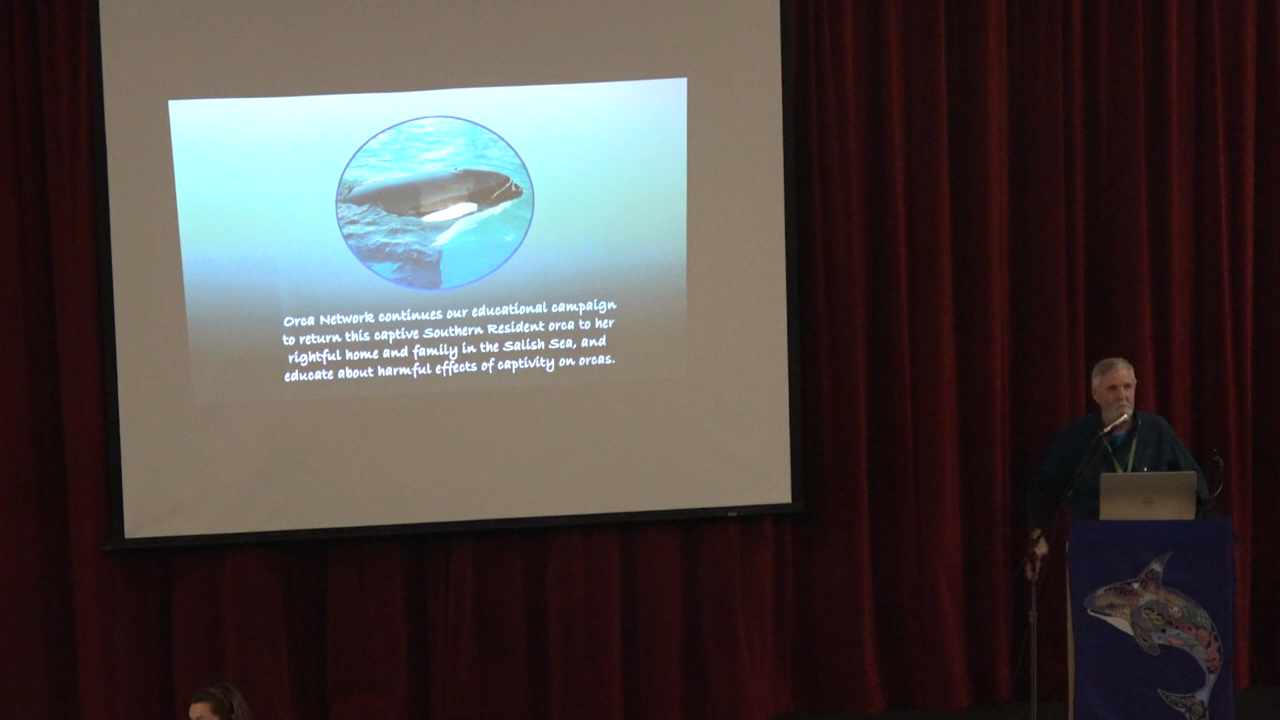 Orca Network continues our educational campaign
to return this captive Southern Resident orca to her
rightful home and family in the Salish Sea, and
educate about harmful effects of captivity on orcas.